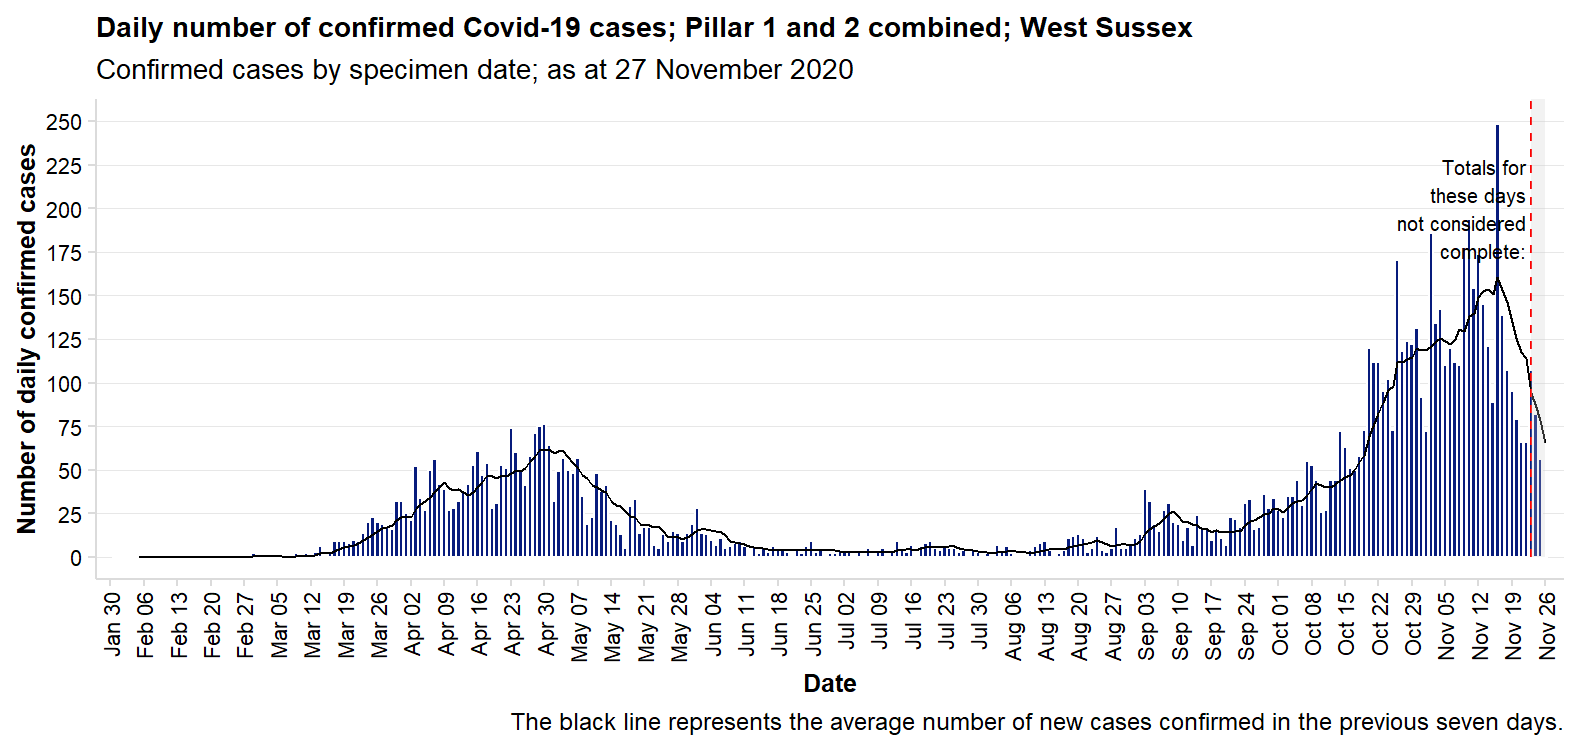 Daily number of confirmed Covid-19 cases; Pillar 1 and 2 combined; West Sussex
Confirmed cases by specimen date; as at 27 November 2020
Number of daily confirmed cases
250
225
200
175
150
125
100
75
50
25
0
Totals for
these days
not considered
complete:
Jan 30
Feb 06
Feb 13
Feb 20
Feb 27
Mar 05
Mar 12
Mar 19
Mar 26
Apr 02
Apr 09
Apr 16
Apr 23
Apr 30
May 07
May 14
May 21
May 28
Jun 04
Jun 11
Jun 18
Jun 25
Jul 02
Jul 09
Jul 16
Jul 23
Jul 30
Aug 06
Aug 13
Aug 20
Aug 27
Sep 03
Sep 10
Sep 17
Sep 24
Oct 01
Oct 08
Oct 15
Oct 22
Oct 29
Nov 05
Nov 12
Nov 19
Nov 26
Date
The black line represents the average number of new cases confirmed in the previous seven days.